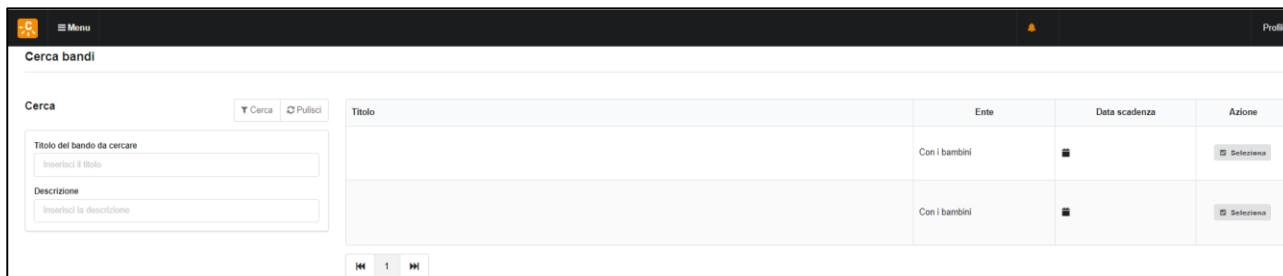 C Menu Profil
Cerca bandi
Cerca Cerca Pulisci
Titolo Ente Data scadenza Azione
Titolo del bando da cercare
Inserisci il titolo
Con i bambini Seleziona
Descrizione
Inserisci la descrizione
Con i bambini Seleziona
1